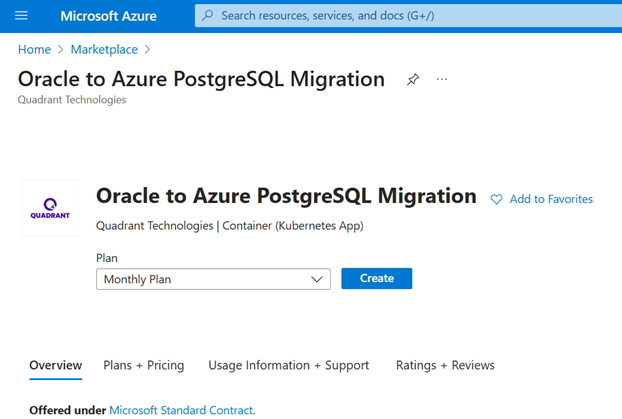 Microsoft Azure
Search resources, services, and docs (G+/)
Home > Marketplace >
Oracle to Azure PostgreSQL Migration
...
Quadrant Technologies
QUADRANT
Oracle to Azure PostgreSQL Migration
Add to Favorites
Quadrant Technologies | Container (Kubernetes App)
Plan
Monthly Plan
Create
Overview
Plans + Pricing
Usage Information + Support
Ratings + Reviews
Offered under Microsoft Standard Contract.